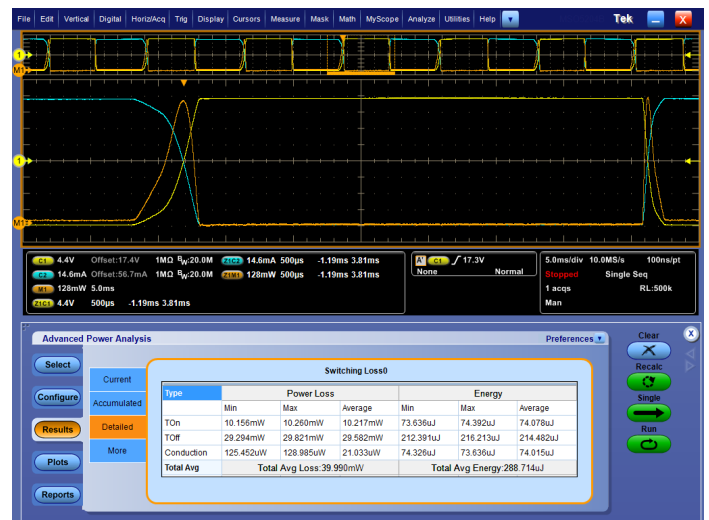 File Edit Vertical Digital Horiz/Acq Trig Display Cursors Measure Mask Math MyScope Analyze Utilities Help Tek X
1
M1
1
M1
C1 4.4V Offset:17.4V 1MΩ BW:20.0M Z1C2 14.6mA 500µs -1.19ms 3.81ms
C2 14.6mA Offset:56.7mA 1MΩ BW:20.0M Z1M1 128mW 500µs -1.19ms 3.81ms
M1 128mW 5.0ms
Z1C1 4.4V 500µs -1.19ms 3.81ms
A' C1 17.3V
None Normal
5.0ms/div 10.0MS/s 100ns/pt
Stopped Single Seq
1 acqs RL:500k
Man
Advanced Power Analysis Preferences
Select
Configure
Results
Plots
Reports
Current
Accumulated
Detailed
More
Switching Loss0
Type Power Loss Energy
Min Max Average Min Max Average
TOn 10.156mW 10.260mW 10.217mW 73.636uJ 74.392uJ 74.078uJ
TOff 29.294mW 29.821mW 29.582mW 212.391uJ 216.213uJ 214.482uJ
Conduction 125.452uW 128.985uW 21.033uW 74.326uJ 73.636uJ 74.015uJ
Total Avg Total Avg Loss:39.990mW Total Avg Energy:288.714uJ
Clear X
Recalc
Single
Run